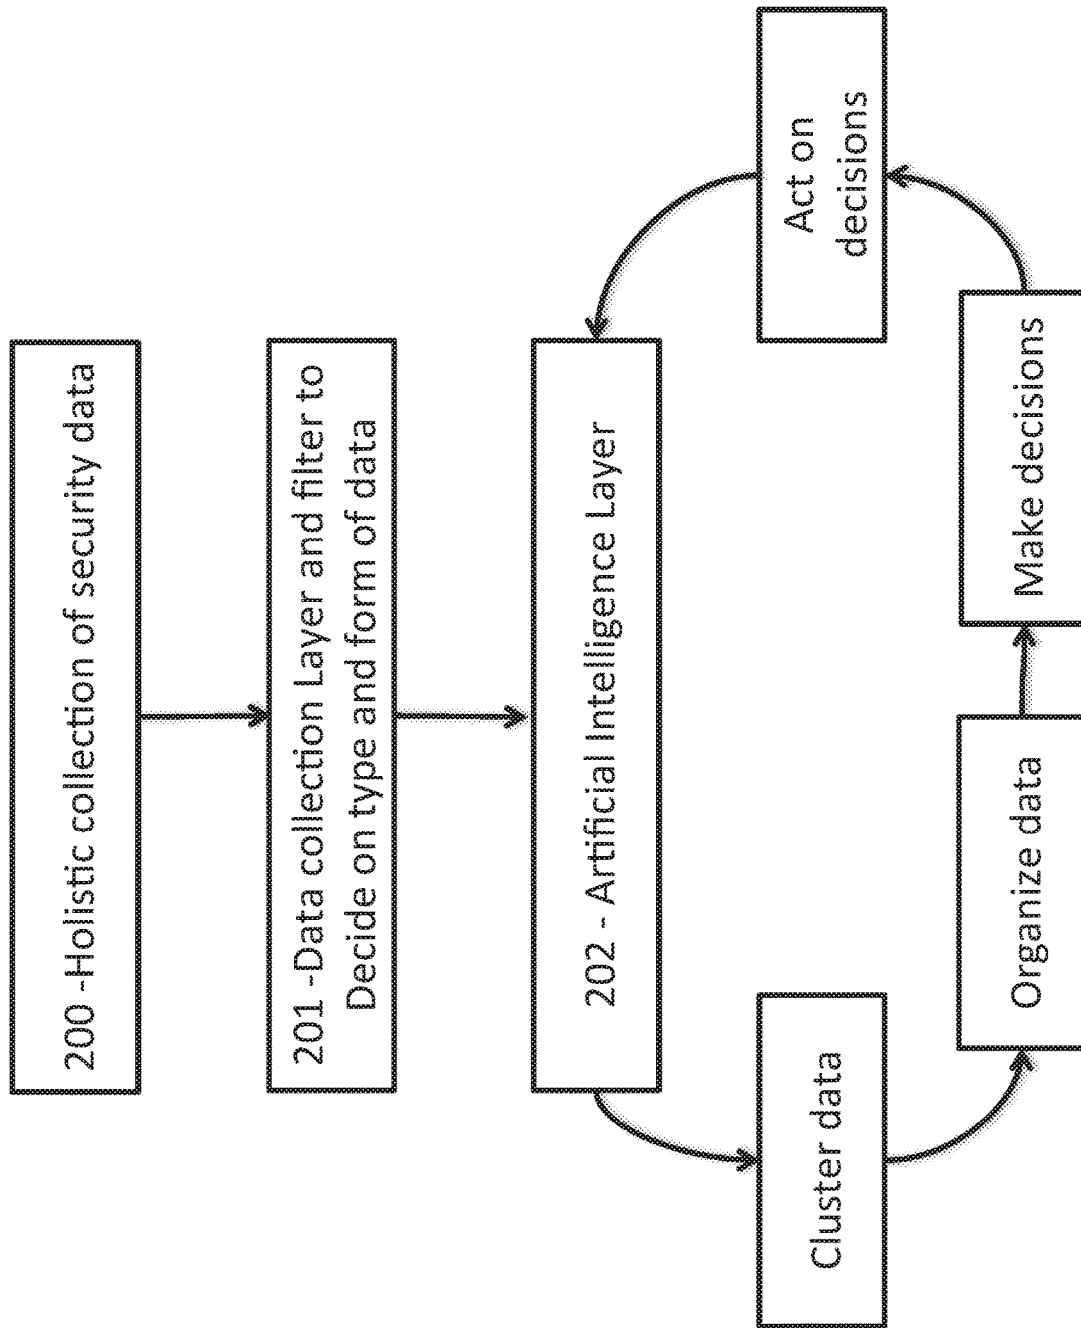 200 -Holistic collection of security data
201 -Data collection Layer and filter to
Decide on type and form of data
202 - Artificial Intelligence Layer
Cluster data
Organize data
Make decisions
Act on
decisions